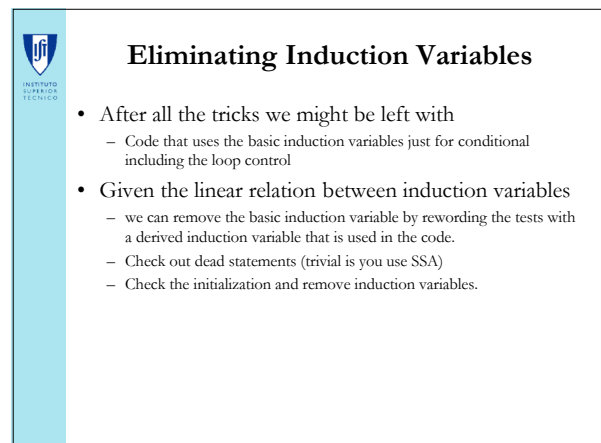 Eliminating Induction Variables
INSTITUTO
SUPERIOR
TÉCNICO
• After all the tricks we might be left with
– Code that uses the basic induction variables just for conditional
including the loop control
• Given the linear relation between induction variables
– we can remove the basic induction variable by rewording the tests with
a derived induction variable that is used in the code.
– Check out dead statements (trivial is you use SSA)
– Check the initialization and remove induction variables.